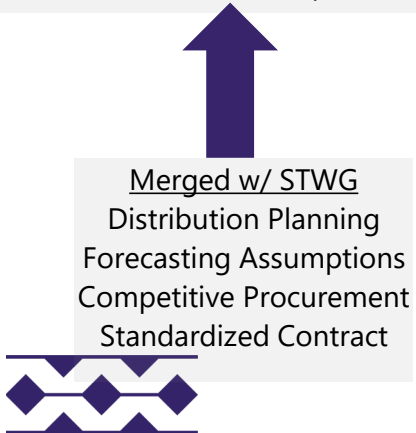 Merged w/ STWG
Distribution Planning
Forecasting Assumptions
Competitive Procurement
Standardized Contract